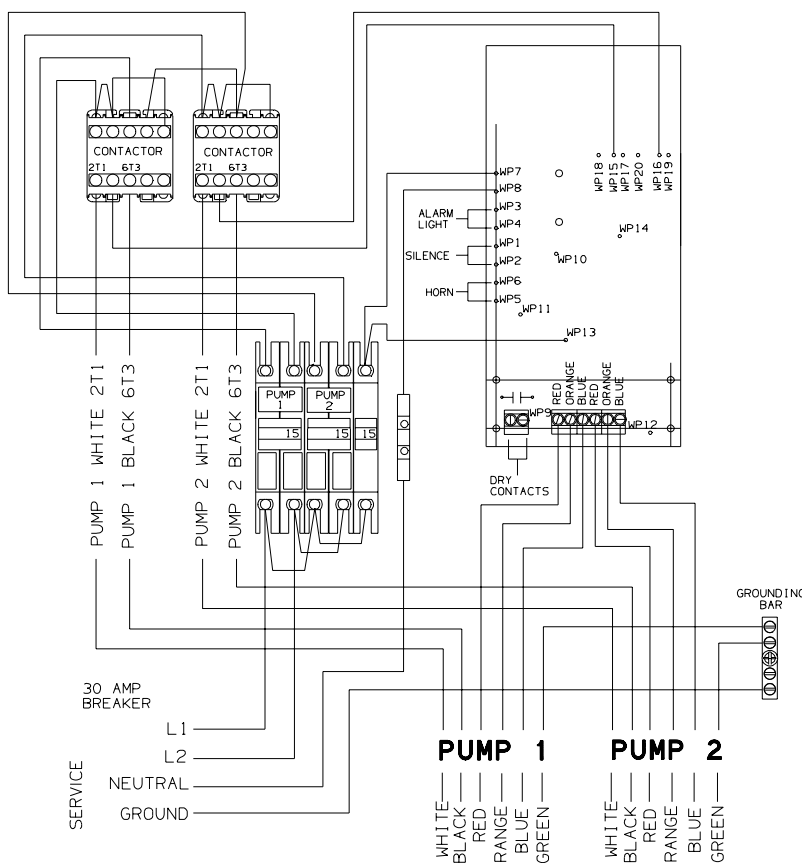 CONTACTOR
2T1 6T3
CONTACTOR
2T1 6T3
WP18
WP15
WP17
WP20
WP16
WP19
WP7
WP8
WP3
WP4
WP1
WP2
WP6
WP5
ALARM
LIGHT
SILENCE
HORN
WP14
WP10
WP11
WP13
PUMP 1 WHITE 2T1
PUMP 1 BLACK 6T3
PUMP 2 WHITE 2T1
PUMP 2 BLACK 6T3
PUMP
1
PUMP
2
15
15
15
RED
ORANGE
BLUE
RED
ORANGE
BLUE
WP9
WP12
DRY
CONTACTS
GROUNDING
BAR
30 AMP
BREAKER
SERVICE
L1
L2
NEUTRAL
GROUND
PUMP 1
PUMP 2
WHITE
BLACK
RED
RANGE
BLUE
GREEN
WHITE
BLACK
RED
RANGE
BLUE
GREEN